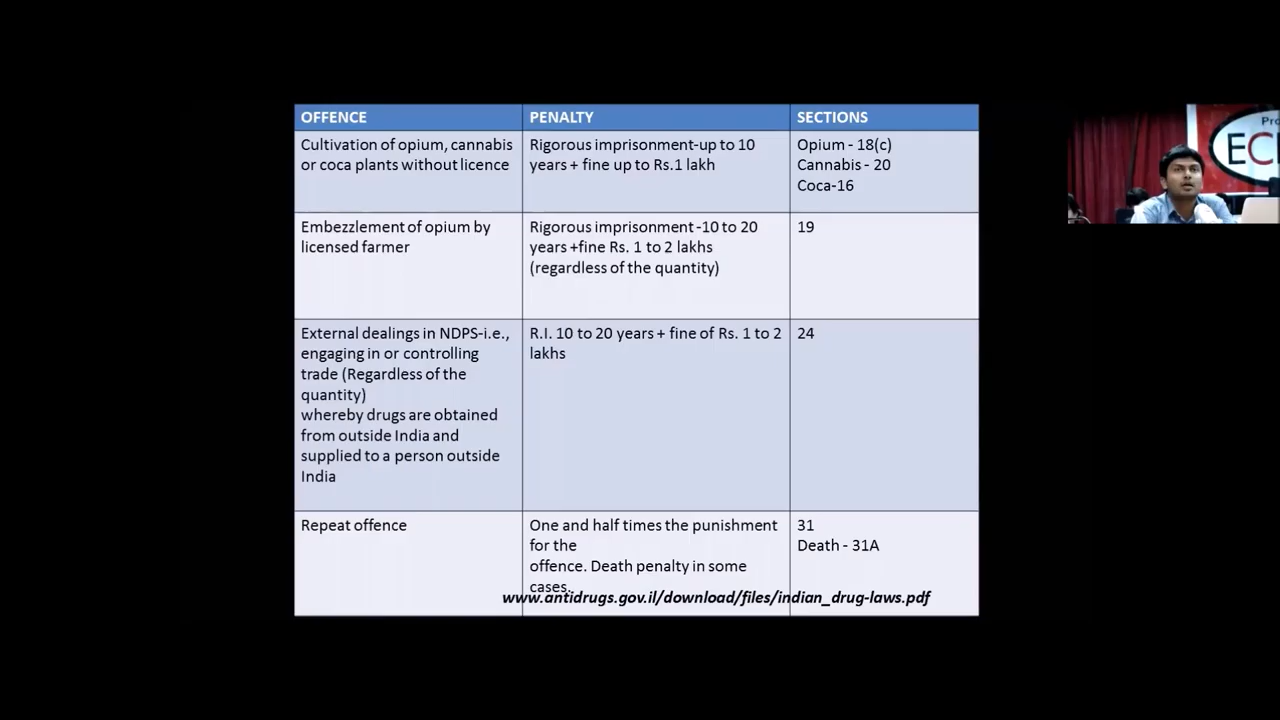 OFFENCE PENALTY SECTIONS
Cultivation of opium, cannabis
or coca plants without licence
Rigorous imprisonment-up to 10
years + fine up to Rs.1 lakh
Opium - 18(c)
Cannabis - 20
Coca-16
Embezzlement of opium by
licensed farmer
Rigorous imprisonment -10 to 20
years +fine Rs. 1 to 2 lakhs
(regardless of the quantity)
19
External dealings in NDPS-i.e.,
engaging in or controlling
trade (Regardless of the
quantity)
whereby drugs are obtained
from outside India and
supplied to a person outside
India
R.I. 10 to 20 years + fine of Rs. 1 to 2
lakhs
24
Repeat offence
One and half times the punishment
for the
offence. Death penalty in some
cases.
31
Death - 31A
www.antidrugs.gov.il/download/files/indian_drug-laws.pdf